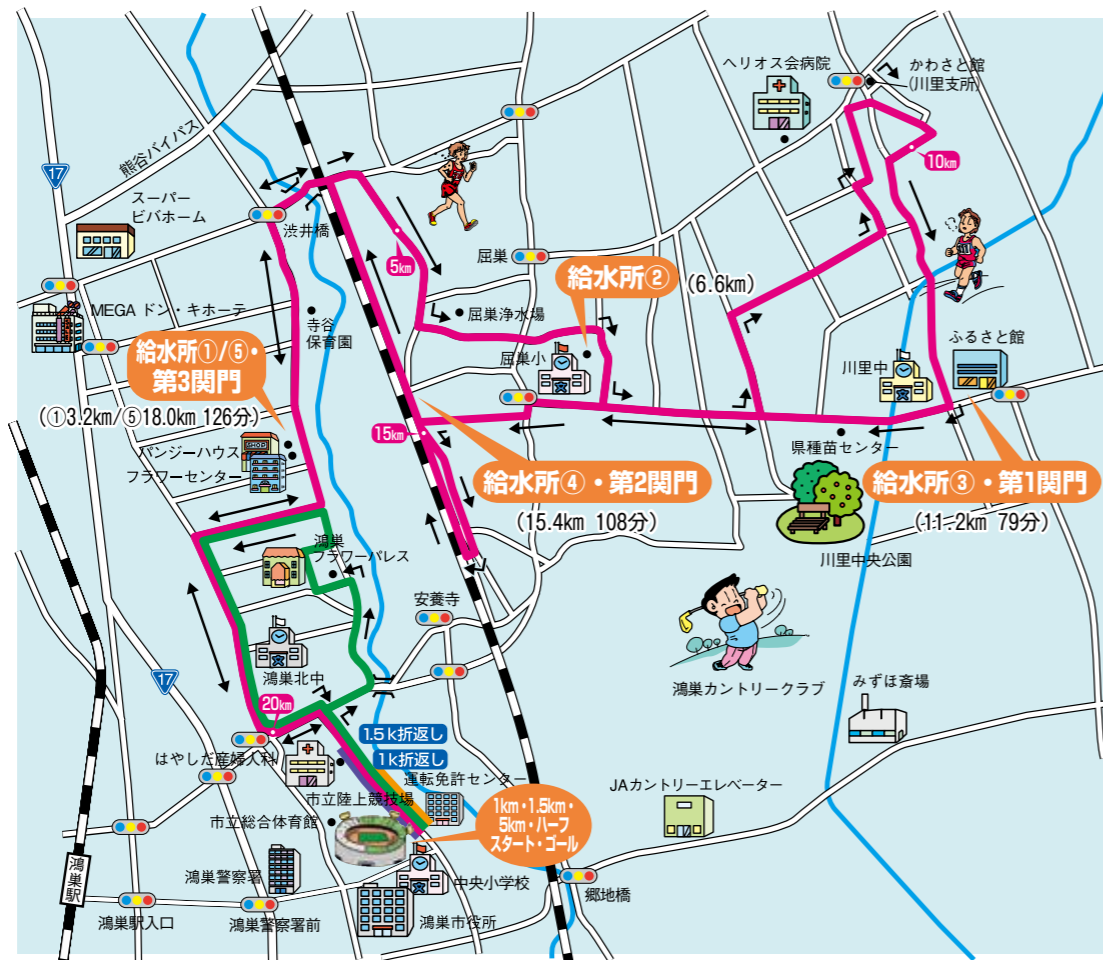 ヘリオス会病院
かわさと館
(川里支所)
熊谷バイパス
17
スーパー
ビバホーム
渋井橋
10km
5km
屈巣
給水所②
(6.6km)
MEGA ドン・キホーテ
寺谷
保育園
屈巣浄水場
屈巣小
川里中
ふるさと館
給水所①/⑤・
第3関門
(①3.2km/⑤18.0km 126分)
パンジーハウス
フラワーセンター
SHOP
15km
県種苗センター
給水所④・第2関門
(15.4km 108分)
給水所③・第1関門
(11.2km 79分)
川里中央公園
鴻巣
フラワーパレス
安養寺
鴻巣北中
17
鴻巣カントリークラブ
みずほ斎場
20km
はやしだ産婦人科
1.5k折返し
1k折返し
運転免許センター
市立陸上競技場
市立総合体育館
1km・1.5km・
5km・ハーフ
スタート・ゴール
JAカントリーエレベーター
鴻巣駅
鴻巣警察署
中央小学校
郷地橋
鴻巣駅入口
鴻巣警察署前
鴻巣市役所